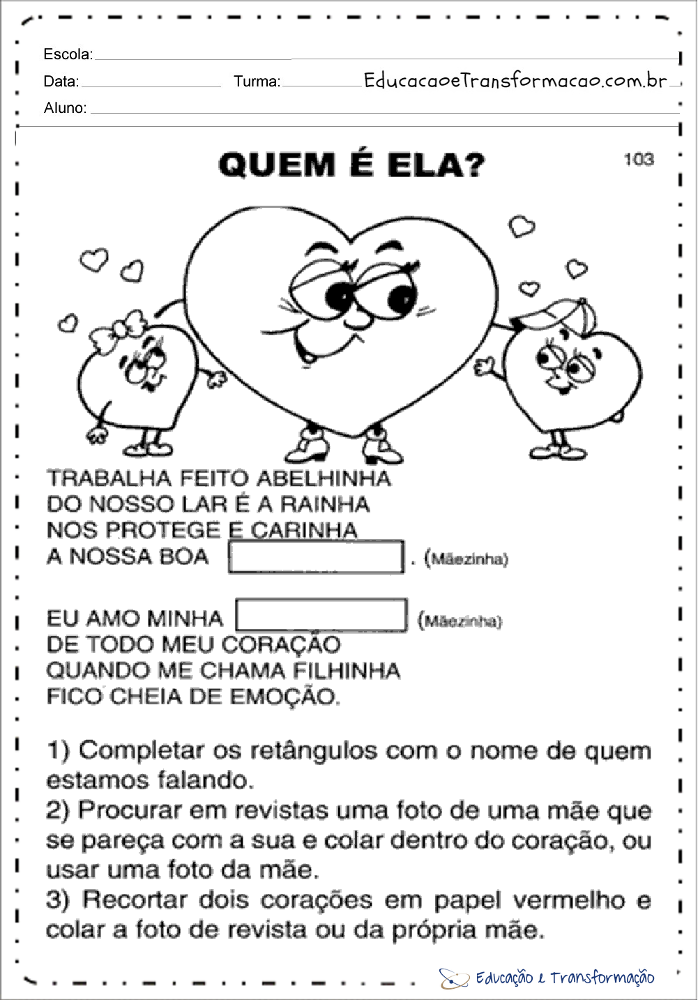 Escola:
Data: Turma: EducacaoeTransformacao.com.br
Aluno:
QUEM É ELA? 103
TRABALHA FEITO ABELHINHA
DO NOSSO LAR É A RAINHA
NOS PROTEGE E CARINHA
A NOSSA BOA . (Mãezinha)
EU AMO MINHA (Mãezinha)
DE TODO MEU CORAÇÃO
QUANDO ME CHAMA FILHINHA
FICO CHEIA DE EMOÇÃO.
1) Completar os retângulos com o nome de quem
estamos falando.
2) Procurar em revistas uma foto de uma mãe que
se pareça com a sua e colar dentro do coração, ou
usar uma foto da mãe.
3) Recortar dois corações em papel vermelho e
colar a foto de revista ou da própria mãe.
Educação e Transformação